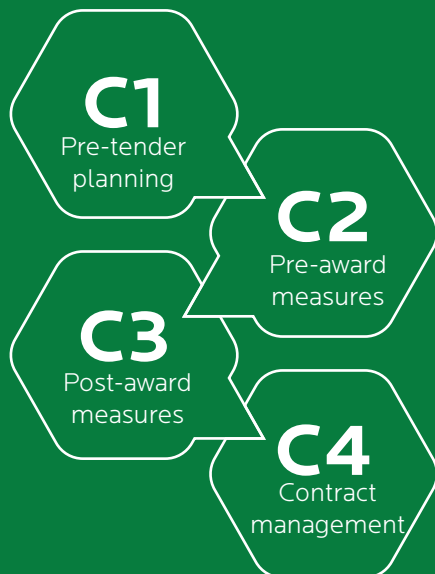 C1
Pre-tender
planning
C2
Pre-award
measures
C3
Post-award
measures
C4
Contract
management